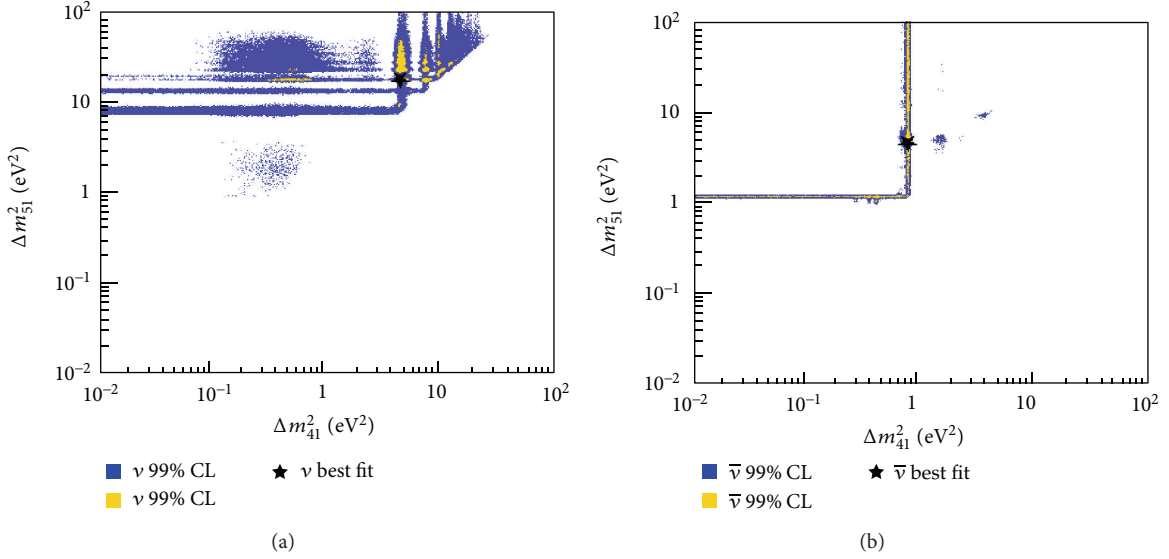 10²
10
1
10⁻¹
10⁻²
Δm²₅₁ (eV²)
10⁻² 10⁻¹ 1 10 10²
Δm²₄₁ (eV²)
ν 99% CL
ν 99% CL
ν best fit
(a)
10²
10
1
10⁻¹
10⁻²
Δm²₅₁ (eV²)
10⁻² 10⁻¹ 1 10 10²
Δm²₄₁ (eV²)
ν̅ 99% CL
ν̅ 99% CL
ν̅ best fit
(b)